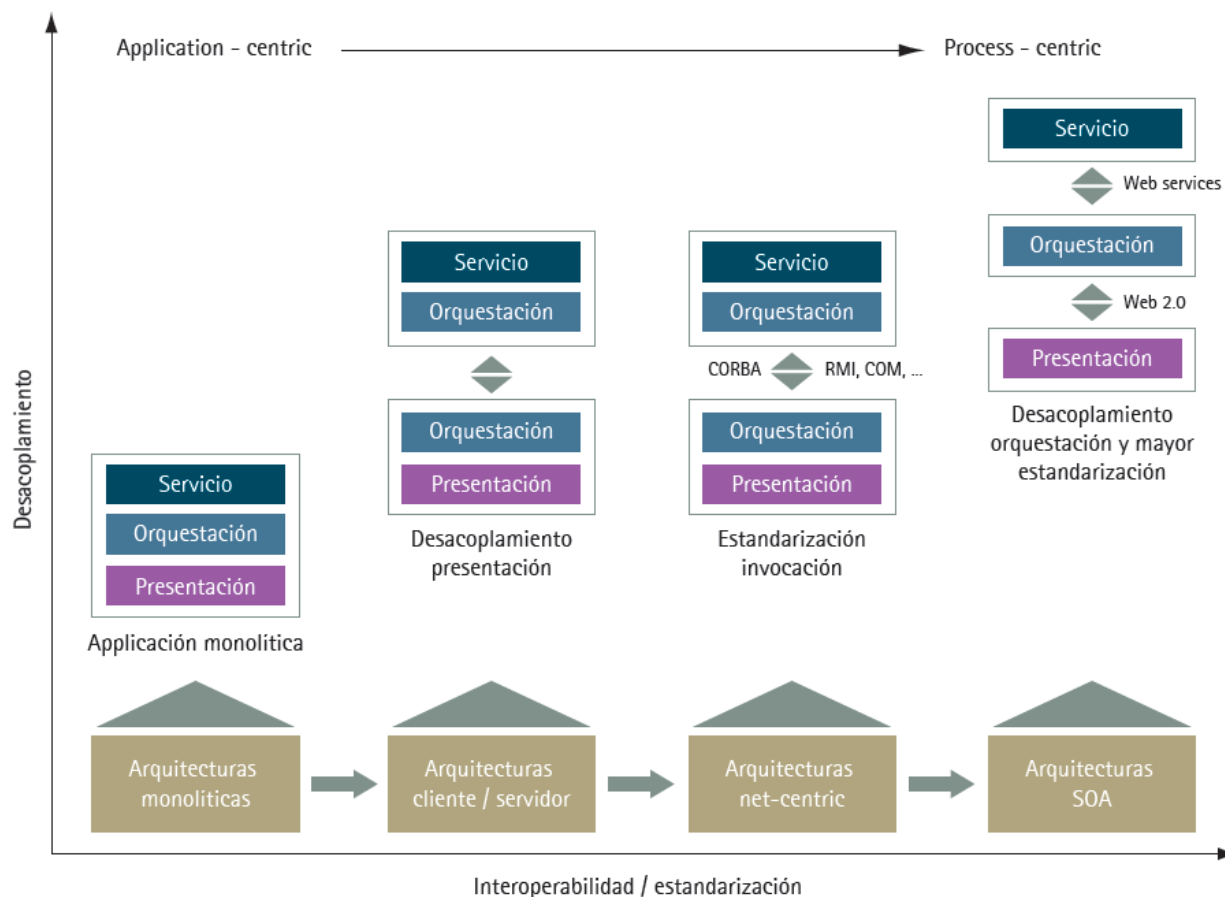 Application - centric
Process - centric
Desacoplamiento
Servicio
Orquestación
Presentación
Applicación monolitica
Servicio
Orquestación
Orquestación
Presentación
Desacoplamiento
presentación
Servicio
Orquestación
CORBA
RMI, COM, ...
Orquestación
Presentación
Estandarización
invocación
Servicio
Web services
Orquestación
Web 2.0
Presentación
Desacoplamiento
orquestación y mayor
estandarización
Arquitecturas
monoliticas
Arquitecturas
cliente / servidor
Arquitecturas
net-centric
Arquitecturas
SOA
Interoperabilidad / estandarización